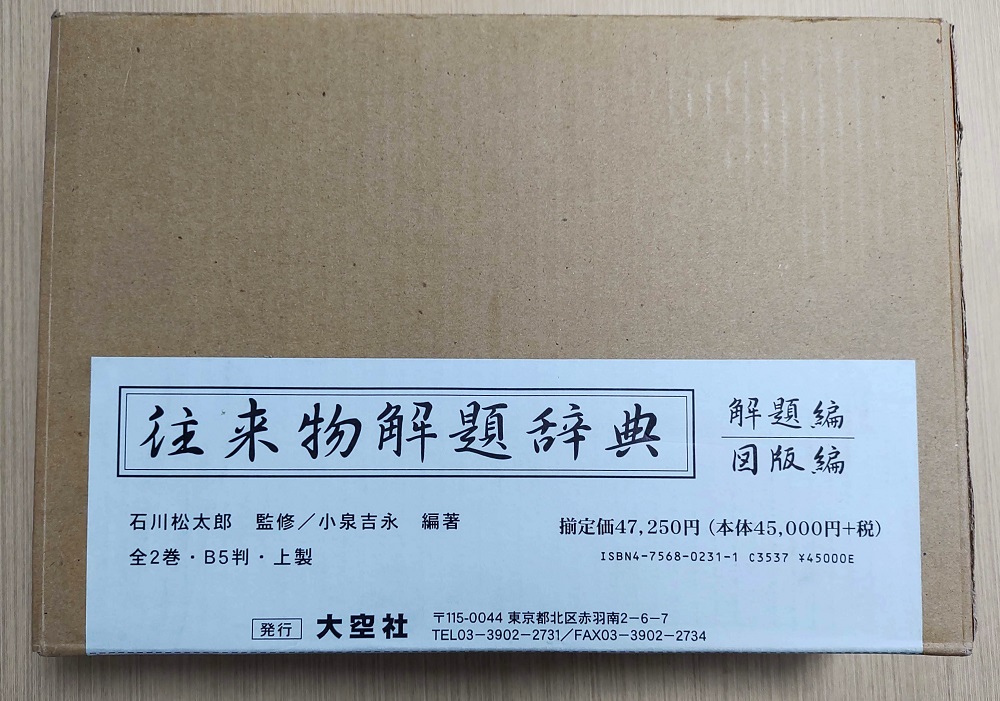 往来物解題辞典
解題編
図版編
石川松太郎 監修／小泉吉永 編著
全2巻・B5判・上製
揃定価47,250円（本体45,000円＋税）
ISBN4-7568-0231-1 C3537 ¥45000E
発行 大空社
〒115-0044 東京都北区赤羽南2−6−7
TEL03−3902−2731／FAX03−3902−2734